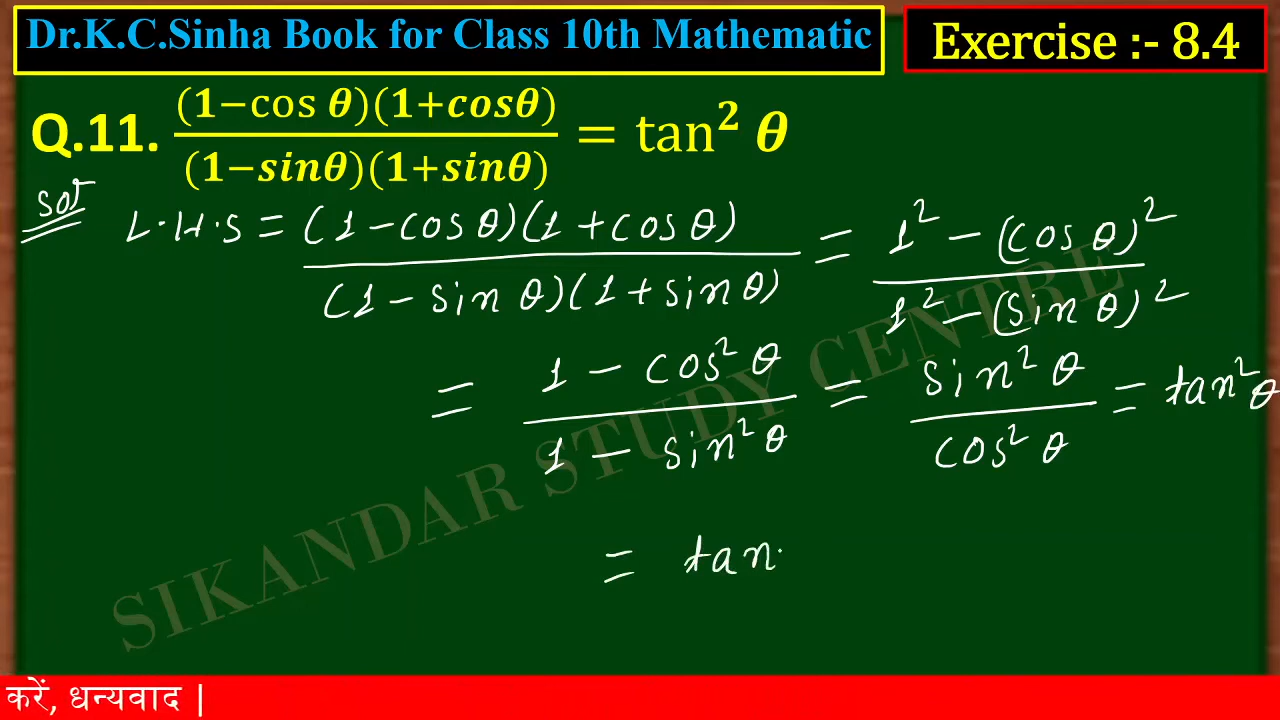 Dr.K.C.Sinha Book for Class 10th Mathematic
Exercise :- 8.4
Q.11. (1−cos θ)(1+cosθ) / (1−sinθ)(1+sinθ) = tan² θ
Sol
L.H.S = (1 − cos θ)(1 + cos θ) / (1 − sin θ)(1 + sin θ) = 1² − (cos θ)² / 1² − (sin θ)²
= 1 − cos² θ / 1 − sin² θ = sin² θ / cos² θ = tan² θ
= tan
SIKANDAR STUDY CENTRE
करें, धन्यवाद |